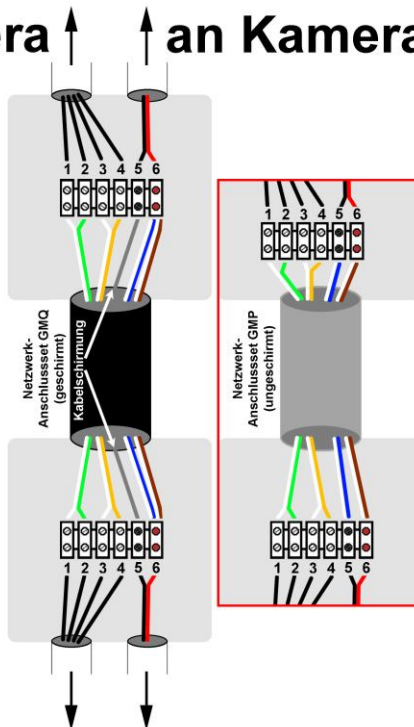 era
an Kamera
1 2 3 4 5 6
1 2 3 4 5 6
Netzwerk-
Anschlussset GMQ
(geschirmt)
Kabelschirmung
Netzwerk-
Anschlussset GMP
(ungeschirmt)
1 2 3 4 5 6
1 2 3 4 5 6